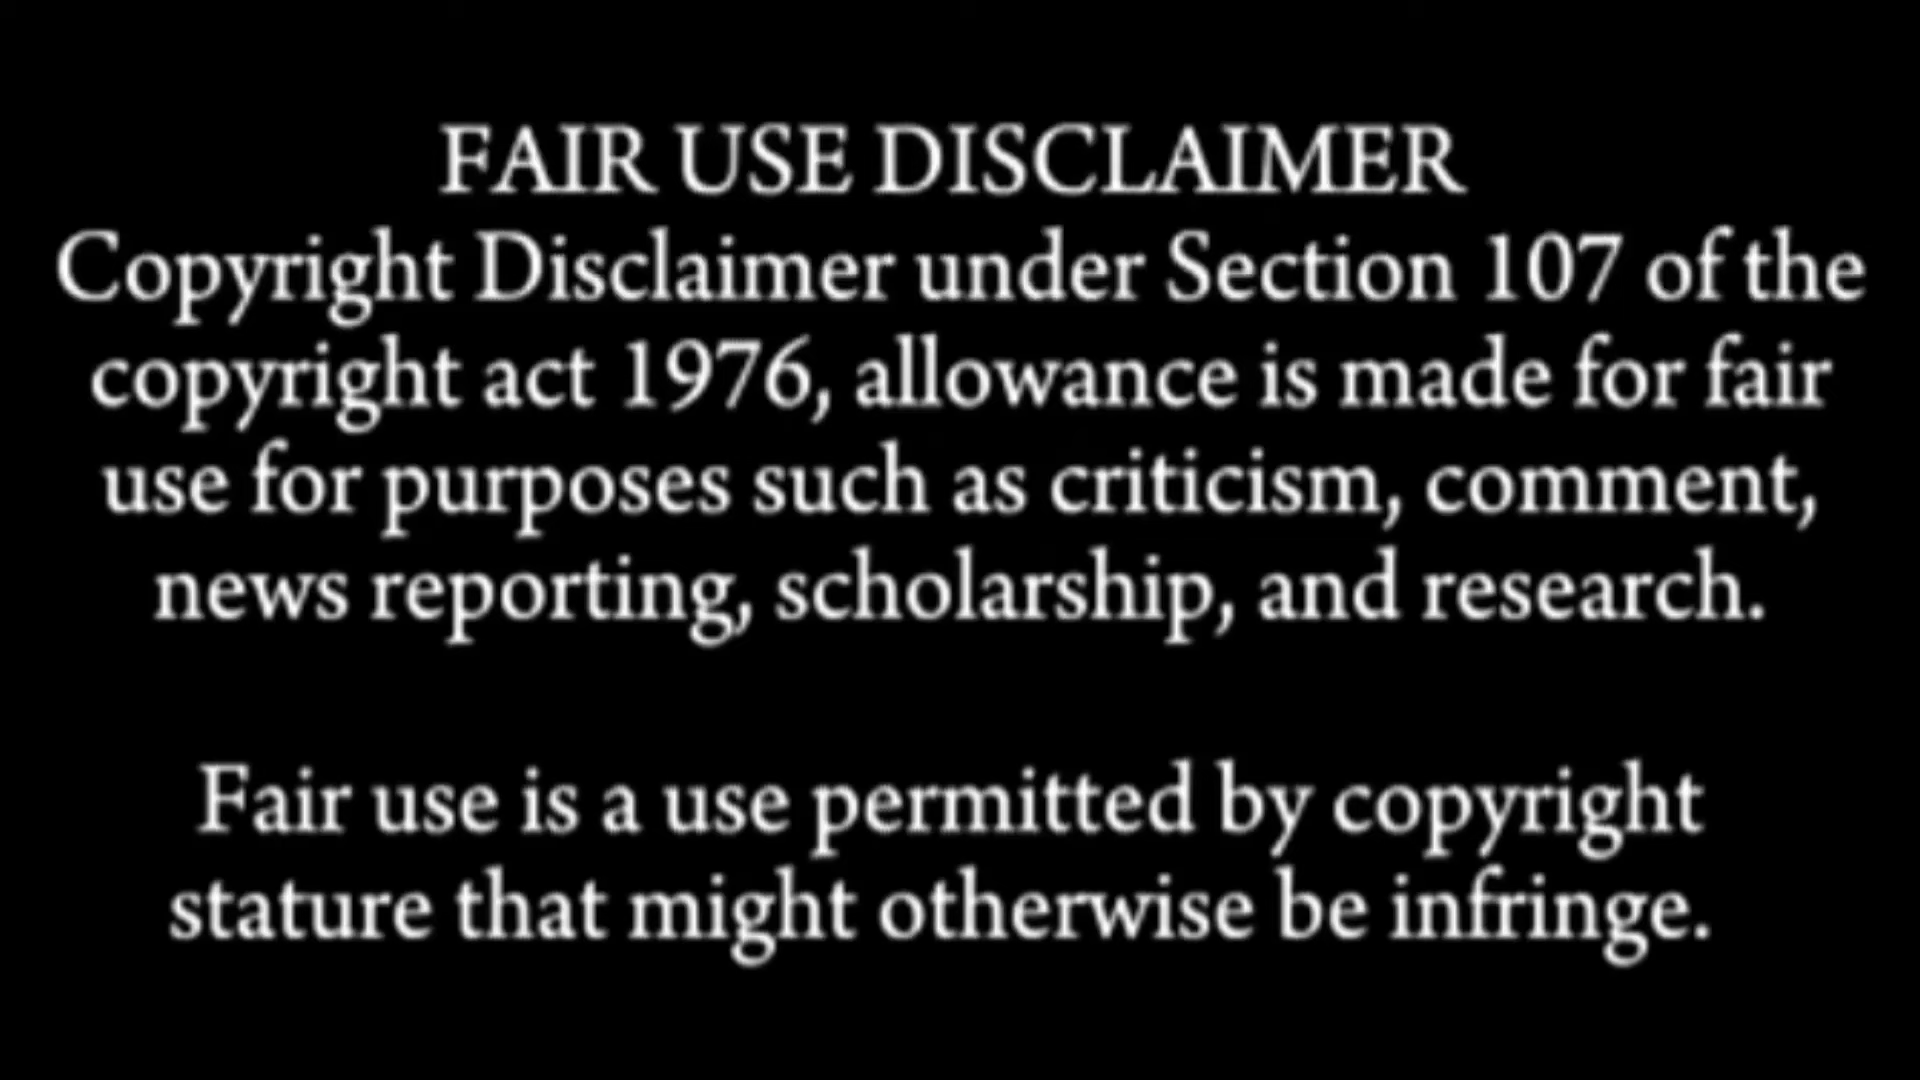 FAIR USE DISCLAIMER
Copyright Disclaimer under Section 107 of the
copyright act 1976, allowance is made for fair
use for purposes such as criticism, comment,
news reporting, scholarship, and research.
Fair use is a use permitted by copyright
stature that might otherwise be infringe.